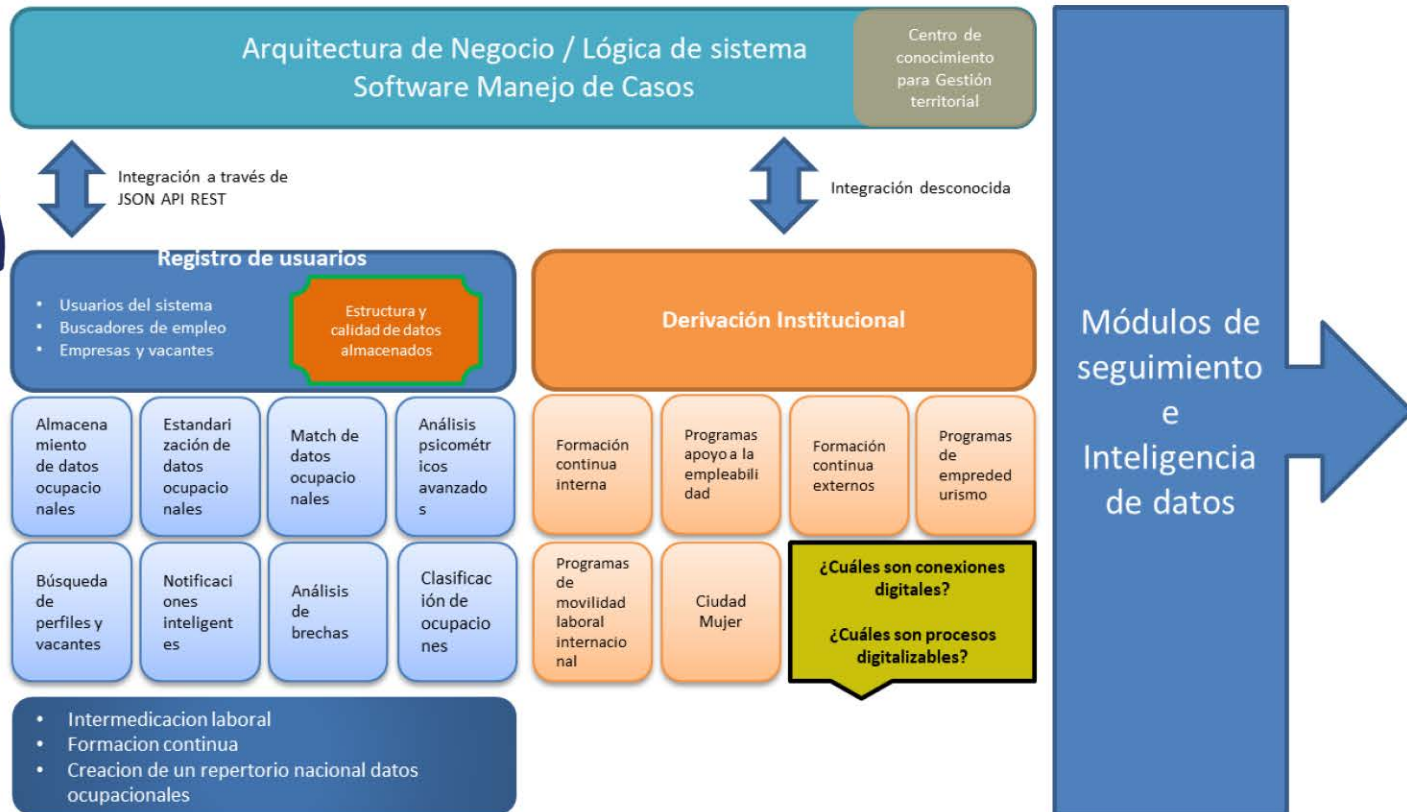 Arquitectura de Negocio / Lógica de sistema
Software Manejo de Casos
Centro de
conocimiento
para Gestión
territorial
Integración a través de
JSON API REST
Integración desconocida
Registro de usuarios
• Usuarios del sistema
• Buscadores de empleo
• Empresas y vacantes
Estructura y
calidad de datos
almacenados
Derivación Institucional
Almacena
miento
de datos
ocupacio
nales
Estandari
zación de
datos
ocupacio
nales
Match de
datos
ocupacio
nales
Análisis
psicométr
icos
avanzado
s
Formación
continua
interna
Programas
apoyo a la
empleabili
dad
Formación
continua
externos
Programas
de
empreded
urismo
Búsqueda
de
perfiles y
vacantes
Notificaci
ones
inteligent
es
Análisis
de
brechas
Clasificac
ión de
ocupacio
nes
Programas
de
movilidad
laboral
internacio
nal
Ciudad
Mujer
¿Cuáles son conexiones
digitales?
¿Cuáles son procesos
digitalizables?
• Intermedicacion laboral
• Formacion continua
• Creacion de un repertorio nacional datos
ocupacionales
Módulos de
seguimiento
e
Inteligencia
de datos